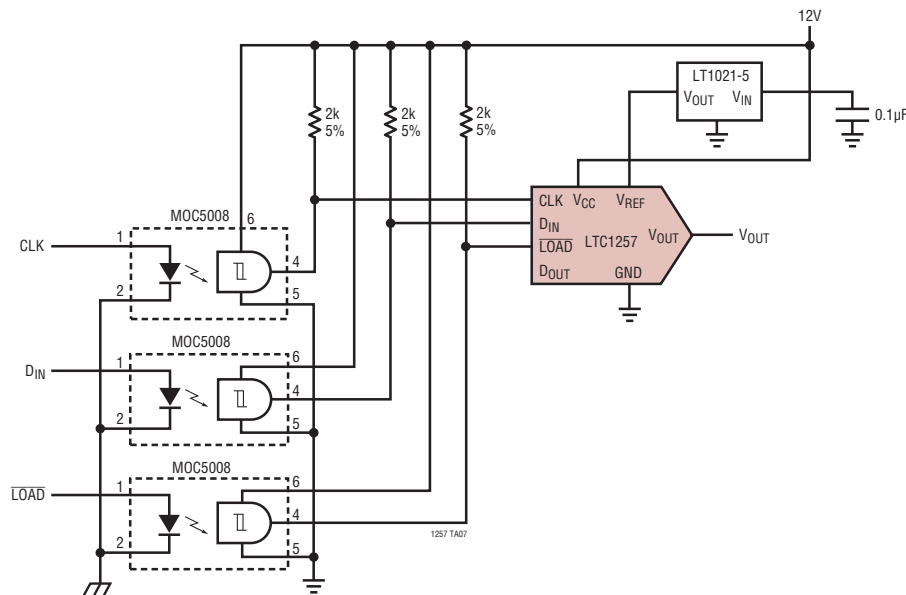 12V
LT1021-5
VOUT VIN
0.1µF
2k
5%
2k
5%
2k
5%
CLK VCC VREF
DIN
LOAD LTC1257 VOUT
DOUT GND
VOUT
MOC5008
CLK 1 6
4
2 5
MOC5008
DIN 1 6
4
2 5
MOC5008
LOAD 1 6
4
2 5
1257 TA07